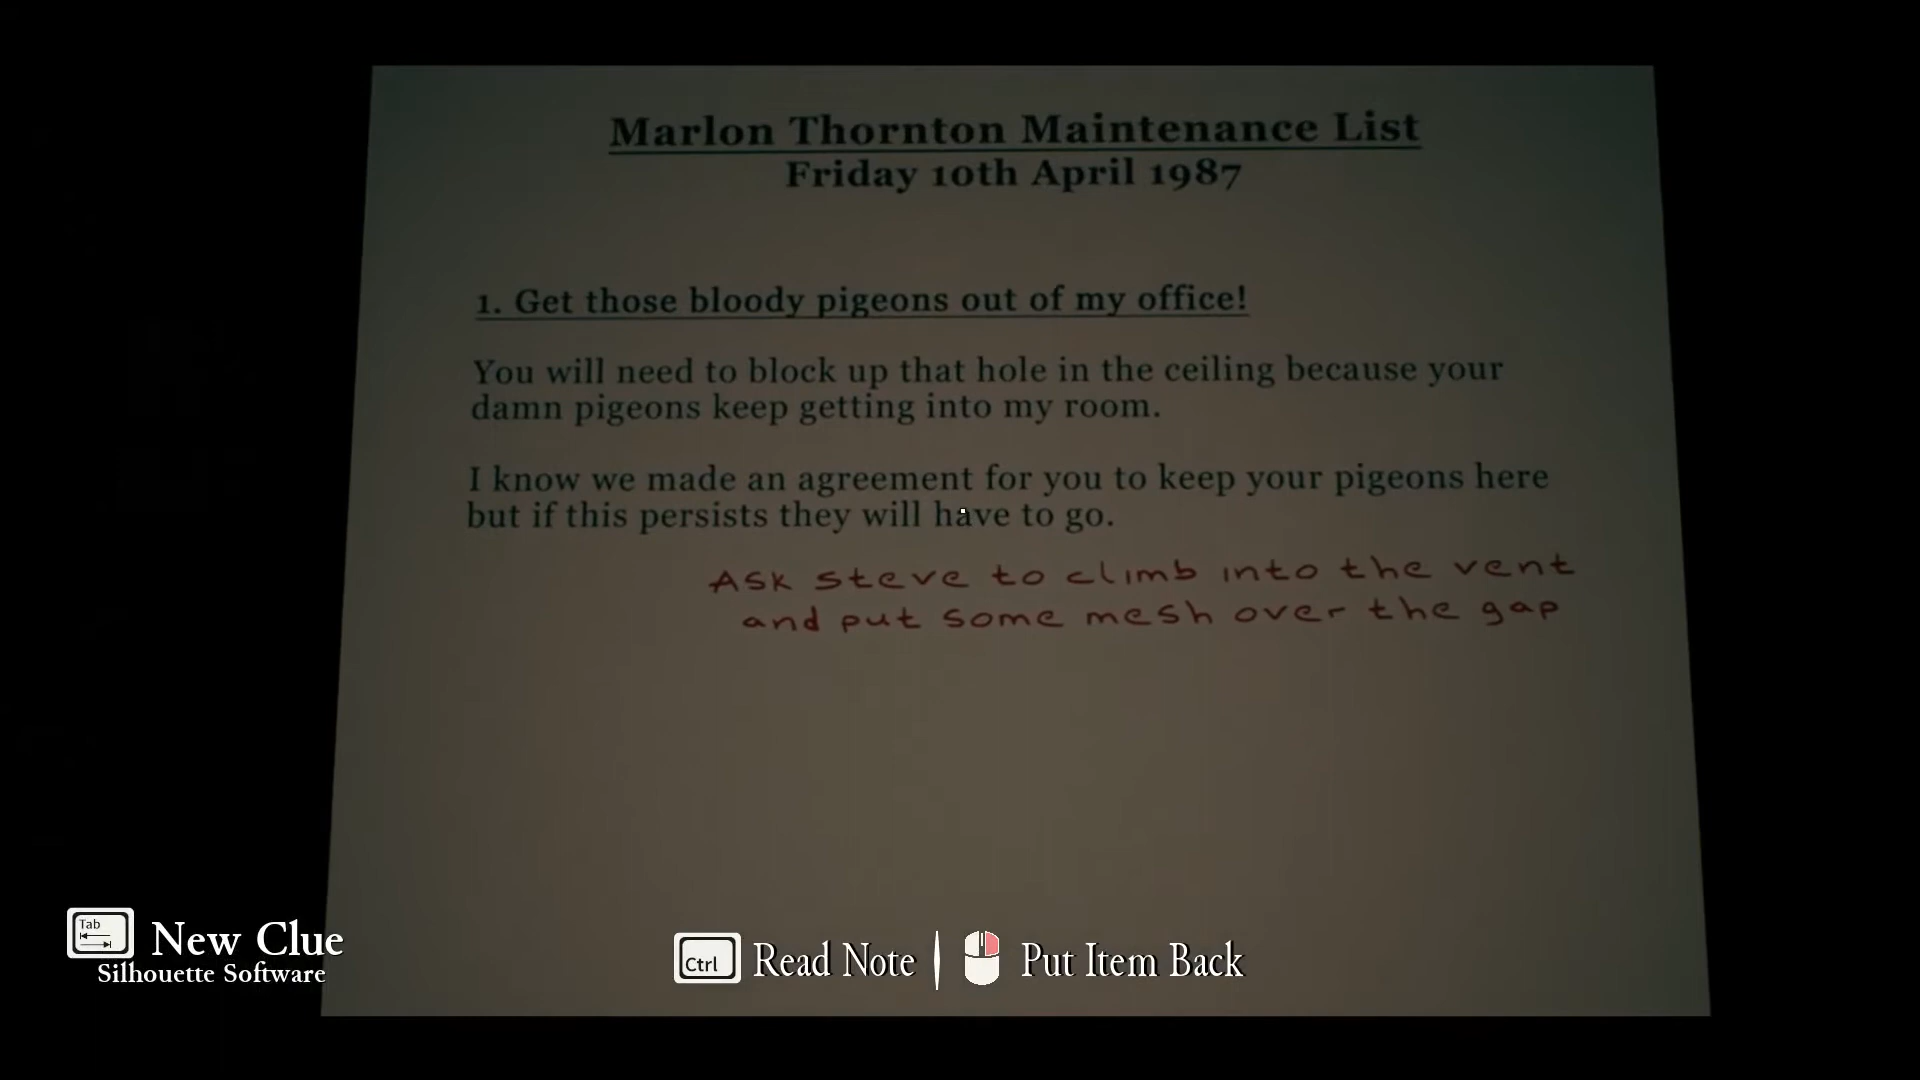 Marlon Thornton Maintenance List
Friday 10th April 1987
1. Get those bloody pigeons out of my office!
You will need to block up that hole in the ceiling because your
damn pigeons keep getting into my room.
I know we made an agreement for you to keep your pigeons here
but if this persists they will have to go.
Ask steve to climb into the vent
and put some mesh over the gap
Tab
New Clue
Silhouette Software
Ctrl
Read Note
Put Item Back